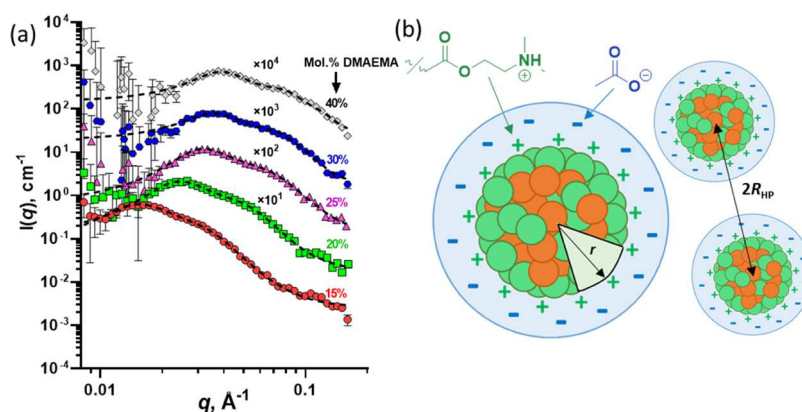 (a)
10⁵
10⁴
10³
10²
10¹
10⁰
10⁻¹
10⁻²
10⁻³
10⁻⁴
I(q), cm⁻¹
0.01
0.1
q, Å⁻¹
Mol.% DMAEMA
×10⁴
40%
×10³
30%
×10²
25%
×10¹
20%
15%
(b)
O
O
NH
+
O
O
−
r
2R_HP